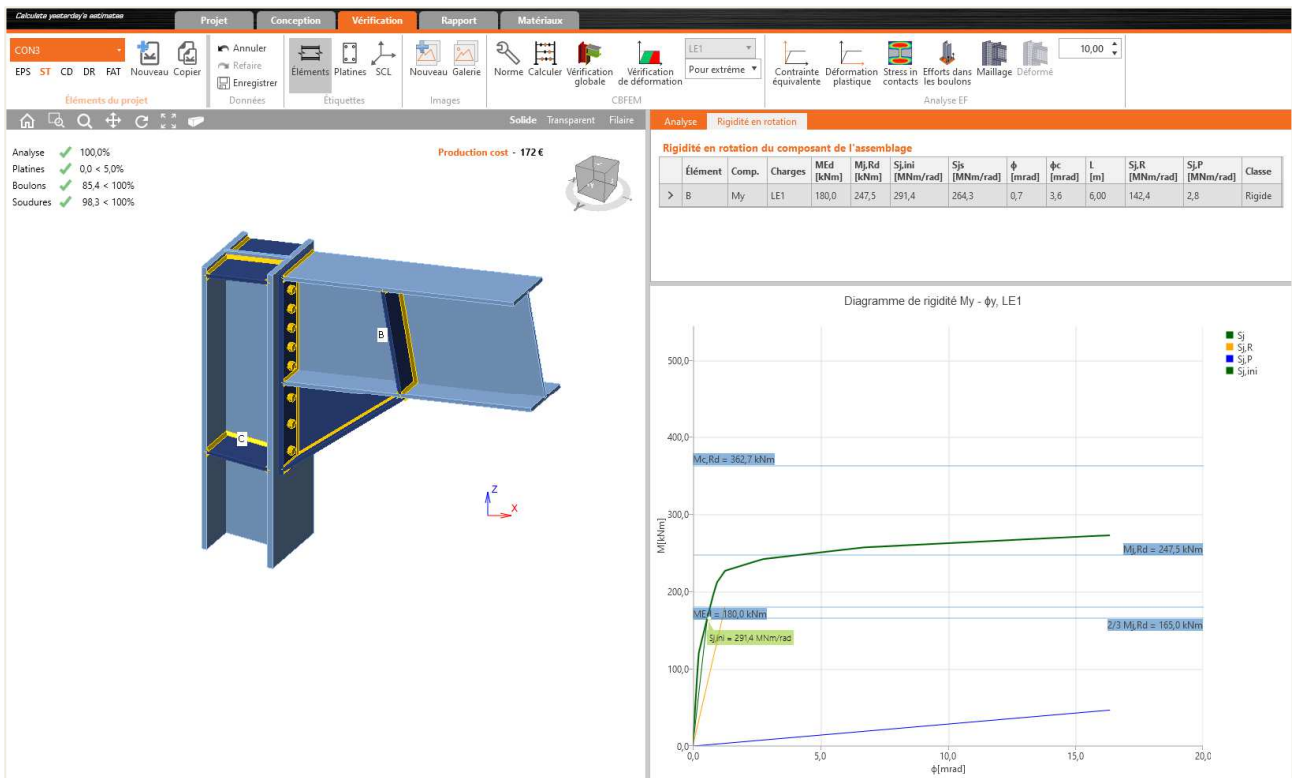 Calculate yesterday's estimates
Projet Conception Vérification Rapport Matériaux
CON3
EPS ST CD DR FAT
Nouveau Copier
Éléments du projet
Annuler
Refaire
Enregistrer
Données
Éléments Platines SCL
Étiquettes
Nouveau Galerie
Images
Norme Calculer Vérification globale Vérification de déformation
LE1
Pour extrême
CBFEM
Contrainte équivalente Déformation plastique Stress in contacts Efforts dans les boulons Maillage Déformé
10,00
Analyse EF
Solide Transparent Filaire
Analyse 100,0%
Platines 0,0 < 5,0%
Boulons 85,4 < 100%
Soudures 98,3 < 100%
Production cost - 172 €
B
C
Z
X
Analyse Rigidité en rotation
Rigidité en rotation du composant de l'assemblage
Élément Comp. Charges MEd [kNm] Mj,Rd [kNm] Sj,ini [MNm/rad] Sjs [MNm/rad] ϕ [mrad] ϕc [mrad] L [m] Sj,R [MNm/rad] Sj,P [MNm/rad] Classe
> B My LE1 180,0 247,5 291,4 264,3 0,7 3,6 6,00 142,4 2,8 Rigide
Diagramme de rigidité My - ϕy, LE1
Sj
Sj,R
Sj,P
Sj,ini
500,0
400,0
Mc,Rd = 362,7 kNm
300,0
M[kNm]
Mj,Rd = 247,5 kNm
200,0
MEd = 180,0 kNm
2/3 Mj,Rd = 165,0 kNm
Sj,ini = 291,4 MNm/rad
100,0
0,0
0,0 5,0 10,0 15,0 20,0
ϕ[mrad]